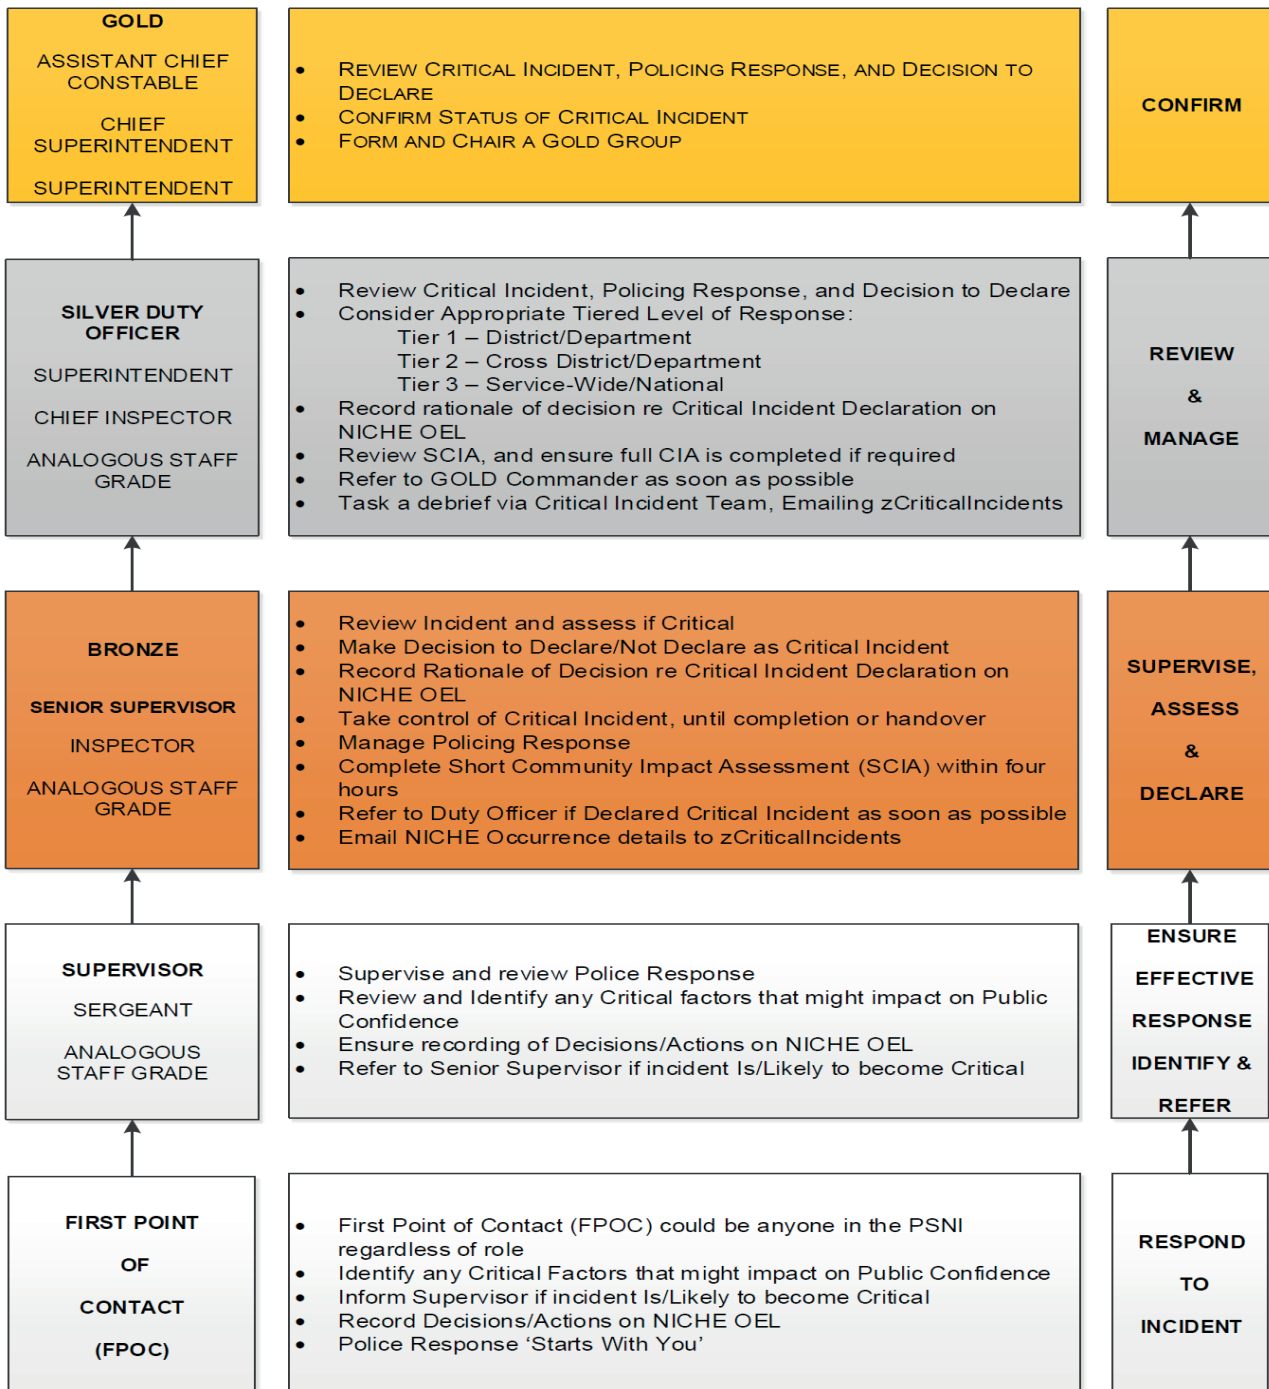 GOLD
ASSISTANT CHIEF
CONSTABLE
CHIEF
SUPERINTENDENT
SUPERINTENDENT
• REVIEW CRITICAL INCIDENT, POLICING RESPONSE, AND DECISION TO
DECLARE
• CONFIRM STATUS OF CRITICAL INCIDENT
• FORM AND CHAIR A GOLD GROUP
CONFIRM
SILVER DUTY
OFFICER
SUPERINTENDENT
CHIEF INSPECTOR
ANALOGOUS STAFF
GRADE
• Review Critical Incident, Policing Response, and Decision to Declare
• Consider Appropriate Tiered Level of Response:
Tier 1 – District/Department
Tier 2 – Cross District/Department
Tier 3 – Service-Wide/National
• Record rationale of decision re Critical Incident Declaration on
NICHE OEL
• Review SCIA, and ensure full CIA is completed if required
• Refer to GOLD Commander as soon as possible
• Task a debrief via Critical Incident Team, Emailing zCriticalIncidents
REVIEW
&
MANAGE
BRONZE
SENIOR SUPERVISOR
INSPECTOR
ANALOGOUS STAFF
GRADE
• Review Incident and assess if Critical
• Make Decision to Declare/Not Declare as Critical Incident
• Record Rationale of Decision re Critical Incident Declaration on
NICHE OEL
• Take control of Critical Incident, until completion or handover
• Manage Policing Response
• Complete Short Community Impact Assessment (SCIA) within four
hours
• Refer to Duty Officer if Declared Critical Incident as soon as possible
• Email NICHE Occurrence details to zCriticalIncidents
SUPERVISE,
ASSESS
&
DECLARE
SUPERVISOR
SERGEANT
ANALOGOUS
STAFF GRADE
• Supervise and review Police Response
• Review and Identify any Critical factors that might impact on Public
Confidence
• Ensure recording of Decisions/Actions on NICHE OEL
• Refer to Senior Supervisor if incident Is/Likely to become Critical
ENSURE
EFFECTIVE
RESPONSE
IDENTIFY &
REFER
FIRST POINT
OF
CONTACT
(FPOC)
• First Point of Contact (FPOC) could be anyone in the PSNI
regardless of role
• Identify any Critical Factors that might impact on Public Confidence
• Inform Supervisor if incident Is/Likely to become Critical
• Record Decisions/Actions on NICHE OEL
• Police Response ‘Starts With You’
RESPOND
TO
INCIDENT